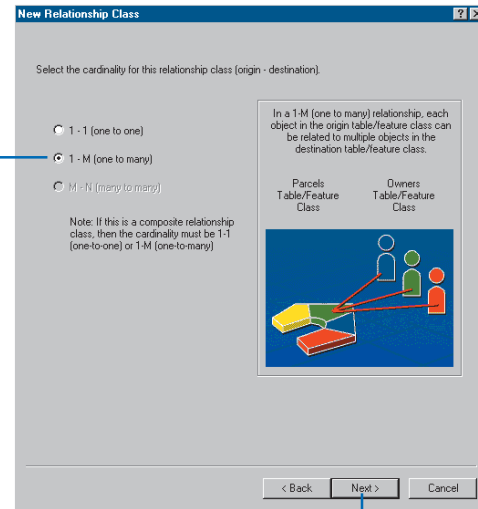 New Relationship Class
Select the cardinality for this relationship class (origin - destination).
1 - 1 (one to one)
1 - M (one to many)
M - N (many to many)
Note: If this is a composite relationship
class, then the cardinality must be 1-1
(one-to-one) or 1-M (one-to-many)
In a 1-M (one to many) relationship, each
object in the origin table/feature class can
be related to multiple objects in the
destination table/feature class.
Parcels
Table/Feature
Class
Owners
Table/Feature
Class
< Back
Next >
Cancel